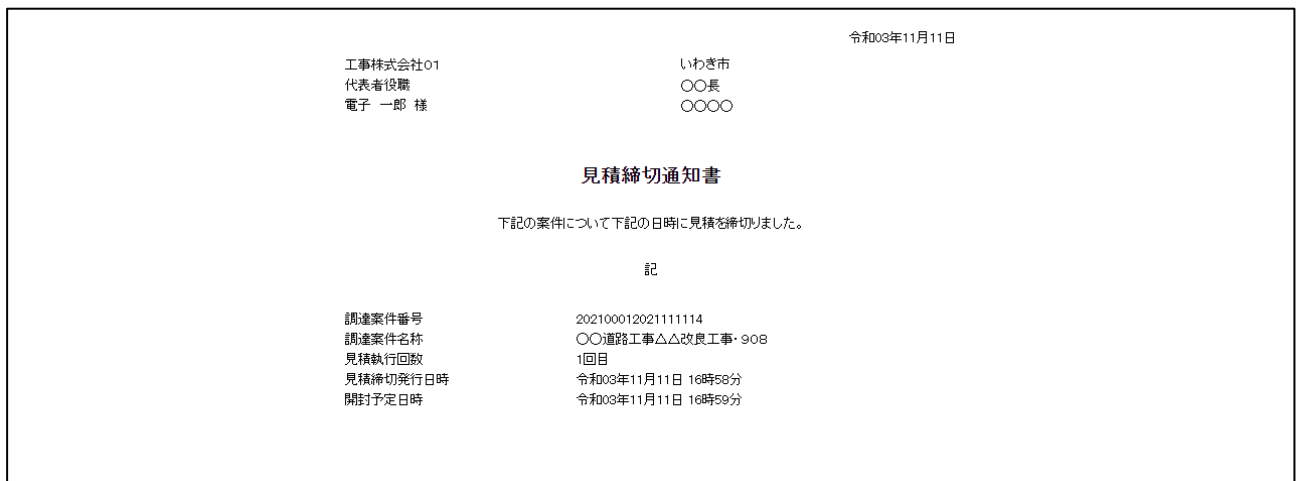 令和03年11月11日
工事株式会社01 いわき市
代表者役職 〇〇長
電子 一郎 様 〇〇〇〇
見積締切通知書
下記の案件について下記の日時に見積を締切りました。
記
調達案件番号 202100012021111114
調達案件名称 〇〇道路工事△△改良工事・908
見積執行回数 1回目
見積締切発行日時 令和03年11月11日 16時58分
開封予定日時 令和03年11月11日 16時59分